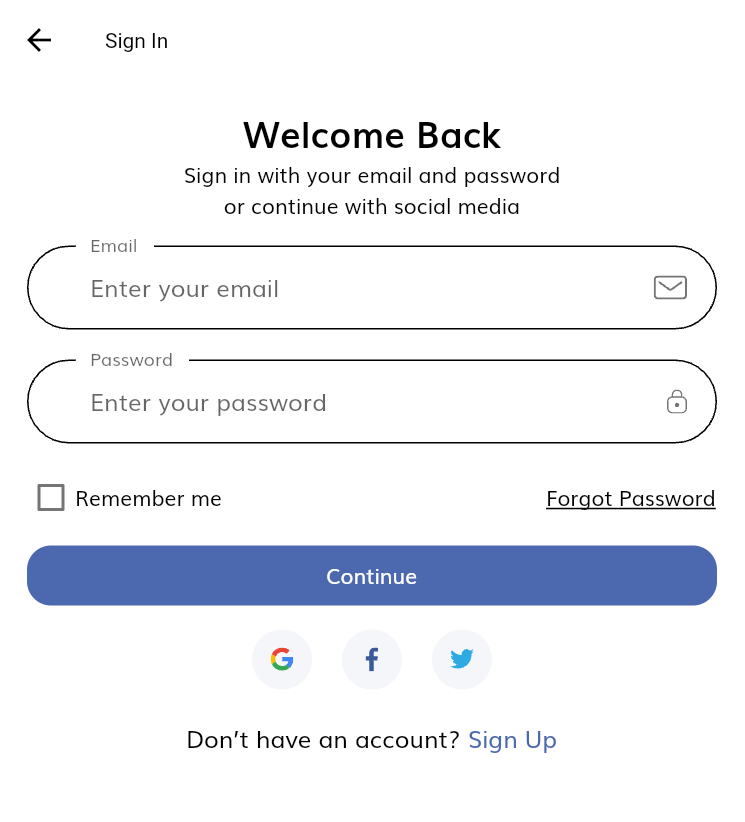 Sign In
Welcome Back
Sign in with your email and password
or continue with social media
Email
Enter your email
Password
Enter your password
Remember me
Forgot Password
Continue
Don't have an account? Sign Up